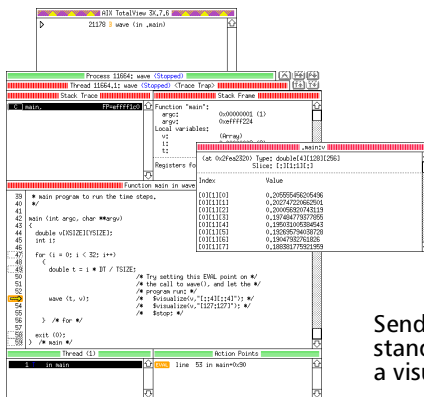 AIX TotalView 3X.7.6
21178 3 wave (in .main)
Process 11664: wave (Stopped)
Thread 11664.1: wave (Stopped) <Trace Trap>
Stack Trace
Stack Frame
C main, FP=effff1c0
Function "main":
argc: 0x00000001 (1)
argv: 0xeffff224
Local variables:
v: (Array)
i:
t:
Registers fo
.main:v
(at 0x2fea2320) Type: double[4][128][256]
Slice: [:][1:1][:]
Index Value
[0][1][0] 0.205555456205496
[0][1][1] 0.202747220662501
[0][1][2] 0.200056920743119
[0][1][3] 0.197484779377855
[0][1][4] 0.195031005384543
[0][1][5] 0.192695794038728
[0][1][6] 0.19047932761826
[0][1][7] 0.188381775921959
Function main in wave
39 * main program to run the time steps.
40 */
41
42 main (int argc, char **argv)
43 {
44 double v[XSIZE][YSIZE];
45 int i;
46
47 for (i = 0; i < 32; i++)
48 {
49 double t = i * DT / TSIZE;
50 /* Try setting this EVAL point on */
51 /* the call to wave(), and let the */
52 /* program run: */
wave (t, v); /* $visualize(v,"[::4][::4]"); */
54 /* $visualize(v,"[127:127]"); */
55 /* $stop; */
56 } /* for */
57
58 exit (0);
59 } /* main */
Thread (1)
Action Points
1 in main
EVAL line 53 in main+0x90
Send
stand
a visu